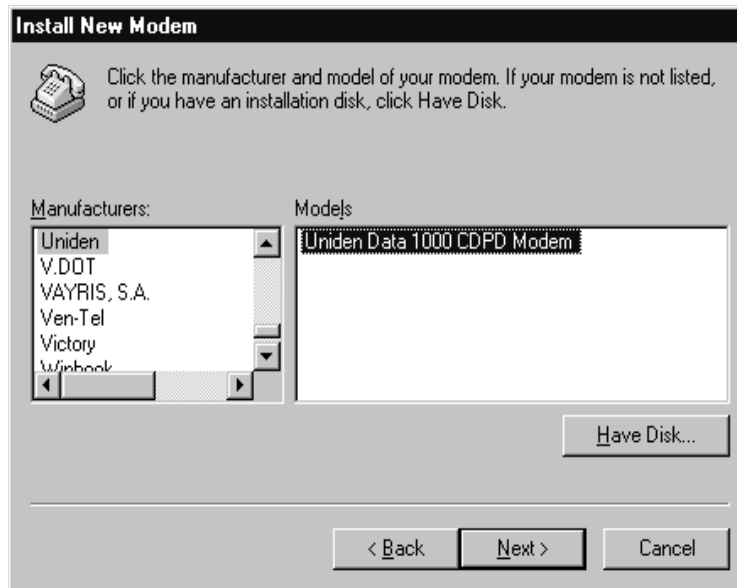 Install New Modem
Click the manufacturer and model of your modem. If your modem is not listed,
or if you have an installation disk, click Have Disk.
Manufacturers:
Uniden
V.DOT
VAYRIS, S.A.
Ven-Tel
Victory
Winbook
Models
Uniden Data 1000 CDPD Modem
Have Disk...
< Back
Next >
Cancel